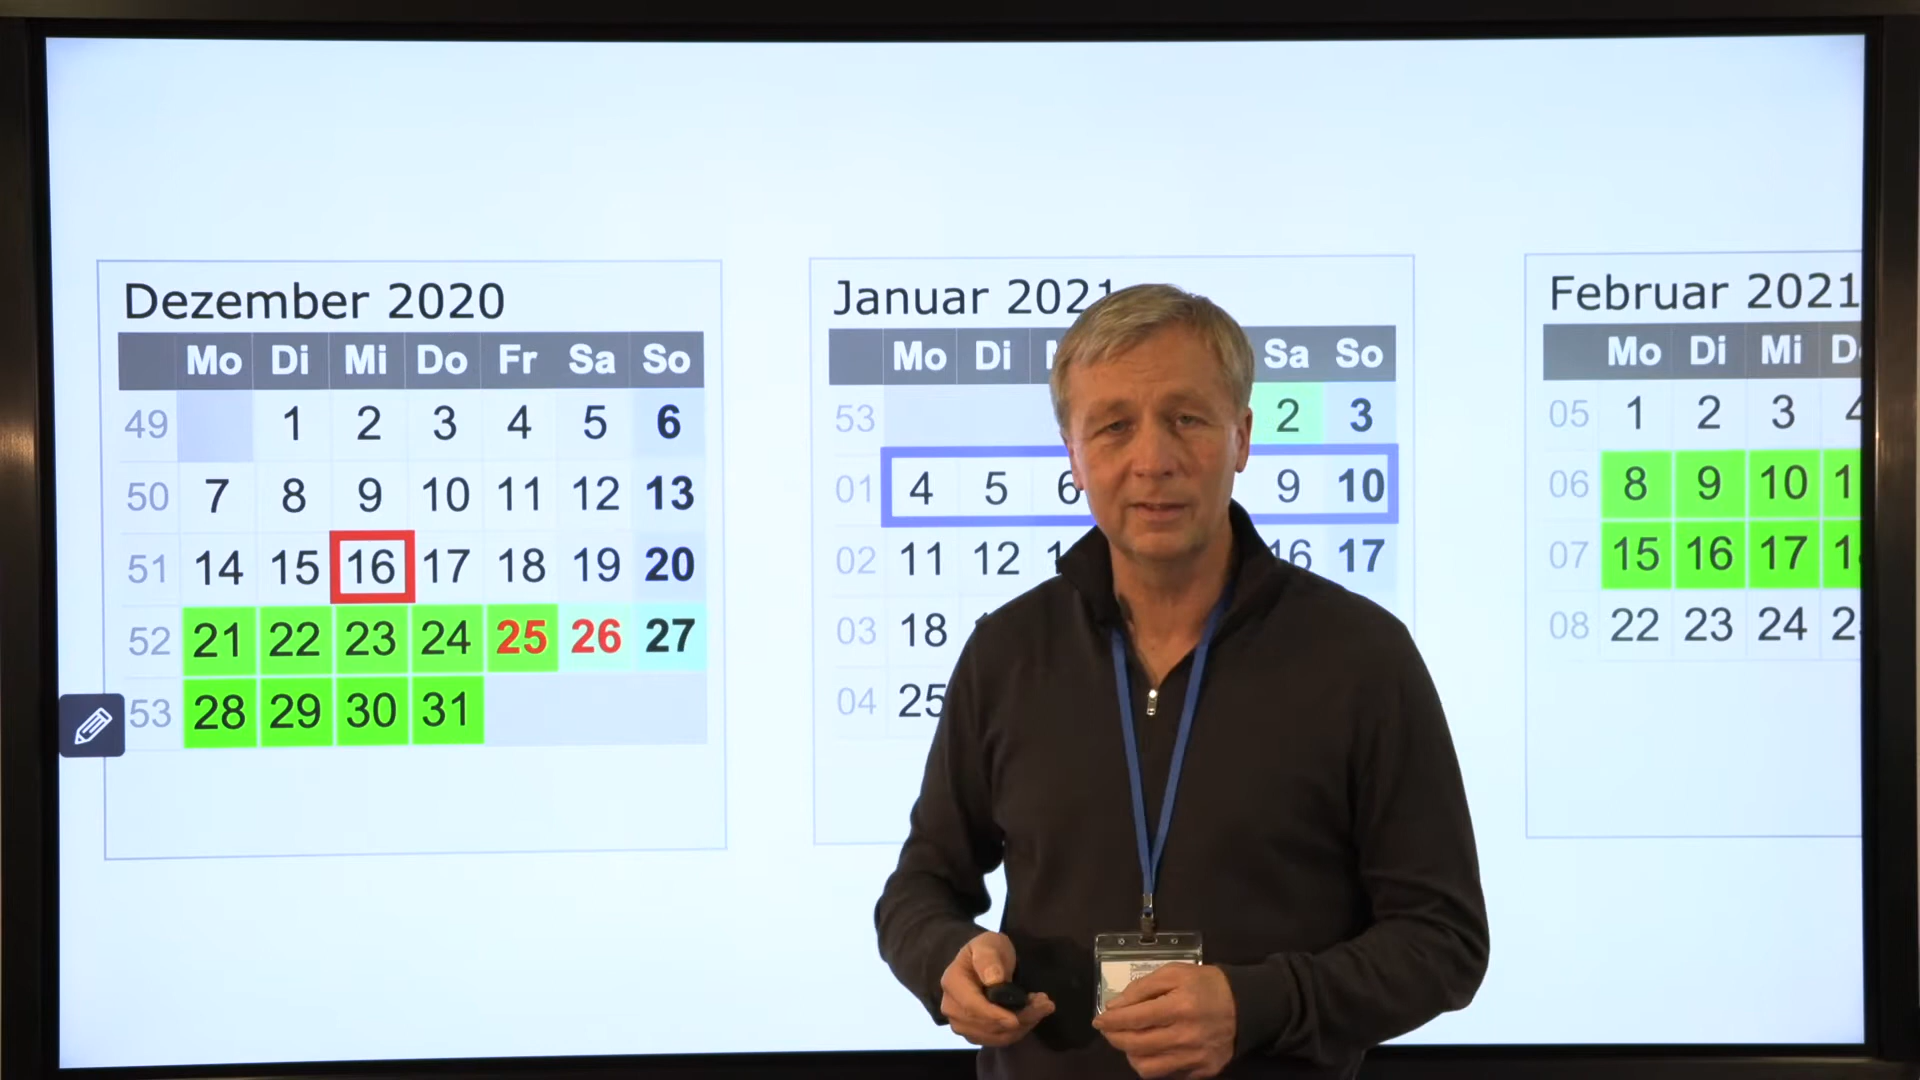 Dezember 2020
Mo Di Mi Do Fr Sa So
49 1 2 3 4 5 6
50 7 8 9 10 11 12 13
51 14 15 16 17 18 19 20
52 21 22 23 24 25 26 27
53 28 29 30 31
Januar 2021
Mo Di Sa So
53 2 3
01 4 5 6 9 10
02 11 12 16 17
03 18
04 25
Februar 2021
Mo Di Mi
05 1 2 3 4
06 8 9 10
07 15 16 17
08 22 23 24